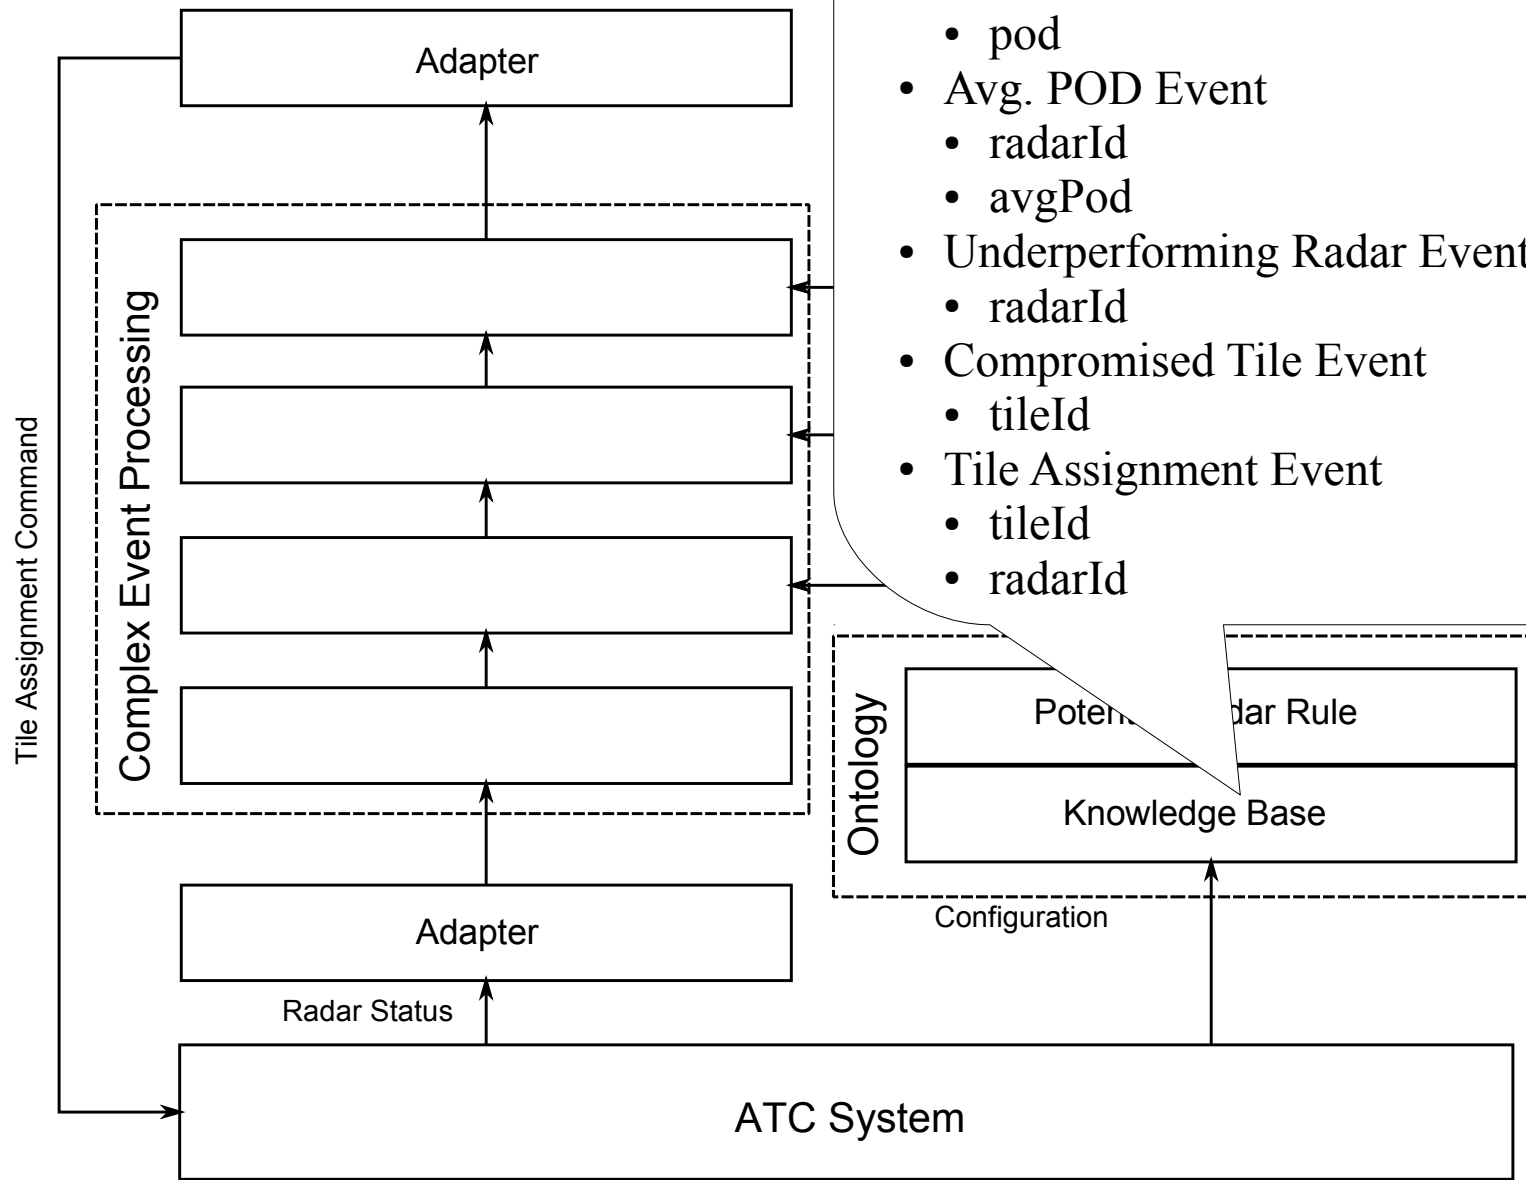 Adapter
Complex Event Processing
Tile Assignment Command
• pod
• Avg. POD Event
• radarId
• avgPod
• Underperforming Radar Event
• radarId
• Compromised Tile Event
• tileId
• Tile Assignment Event
• tileId
• radarId
Ontology
Rule
Knowledge Base
Configuration
Adapter
Radar Status
ATC System